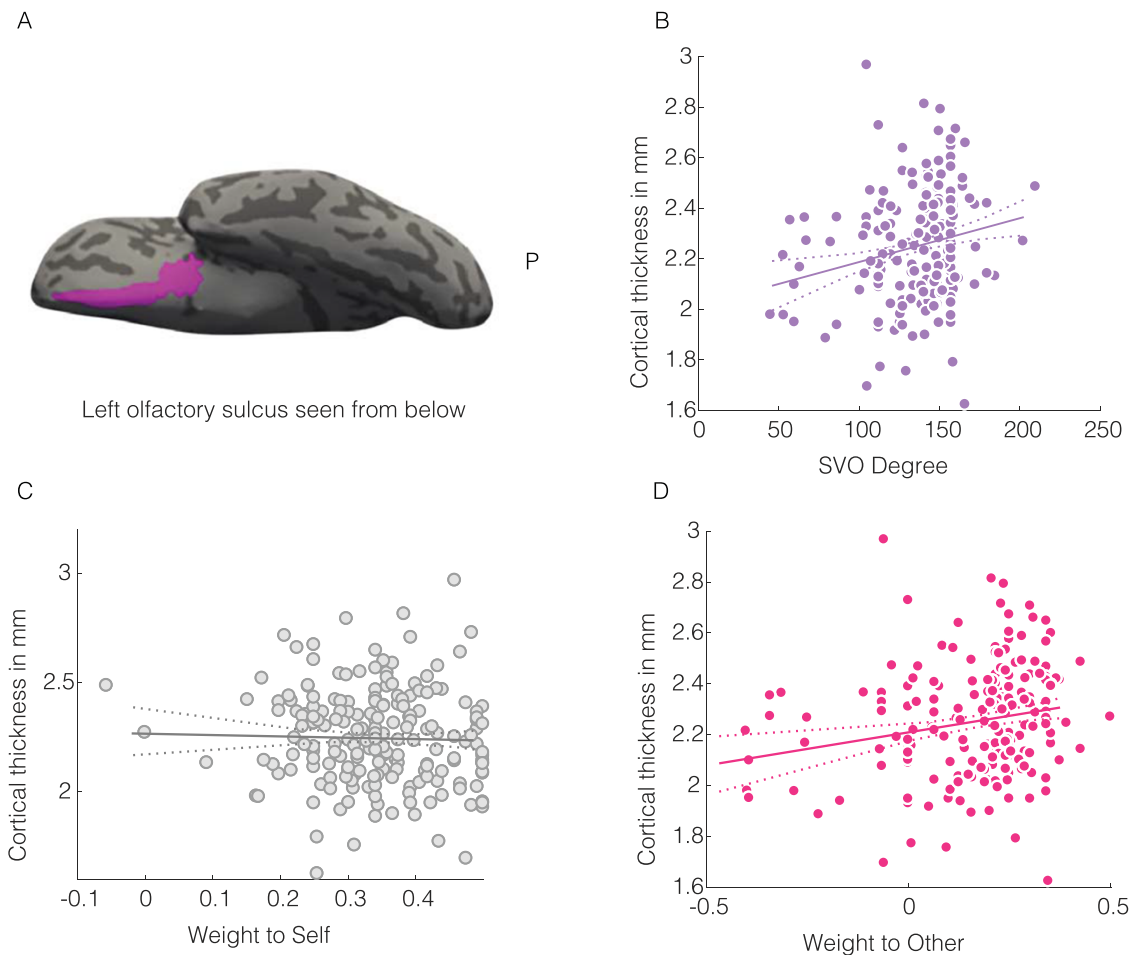 A
P
Left olfactory sulcus seen from below
B
3
2.8
2.6
2.4
2.2
2
1.8
1.6
Cortical thickness in mm
0 50 100 150 200 250
SVO Degree
C
3
2.5
2
Cortical thickness in mm
-0.1 0 0.1 0.2 0.3 0.4
Weight to Self
D
3
2.8
2.6
2.4
2.2
2
1.8
1.6
Cortical thickness in mm
-0.5 0 0.5
Weight to Other